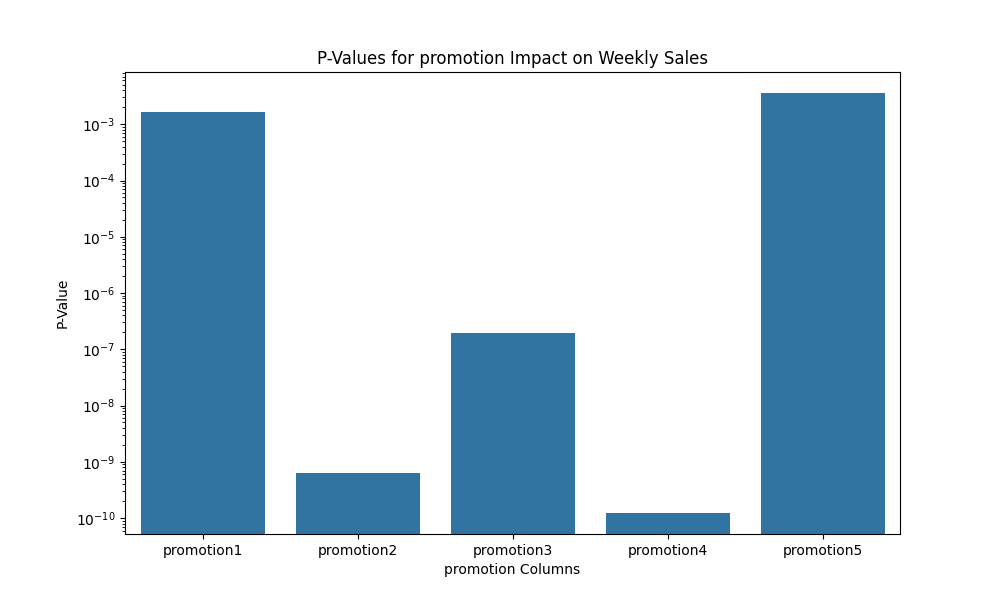 P-Values for promotion Impact on Weekly Sales
P-Value
10⁻³
10⁻⁴
10⁻⁵
10⁻⁶
10⁻⁷
10⁻⁸
10⁻⁹
10⁻¹⁰
promotion1 promotion2 promotion3 promotion4 promotion5
promotion Columns